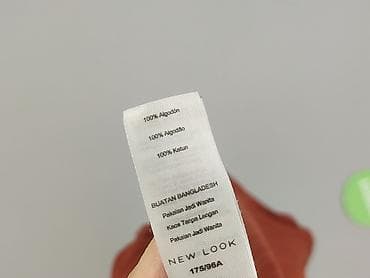 100% Algodón
100% Algodão
100% Katun
BUATAN BANGLADESH
Pakaian Jadi Wanita
Kaos Tanpa Lengan
Pakaian Jadi Wanita
NEW LOOK
175/96A